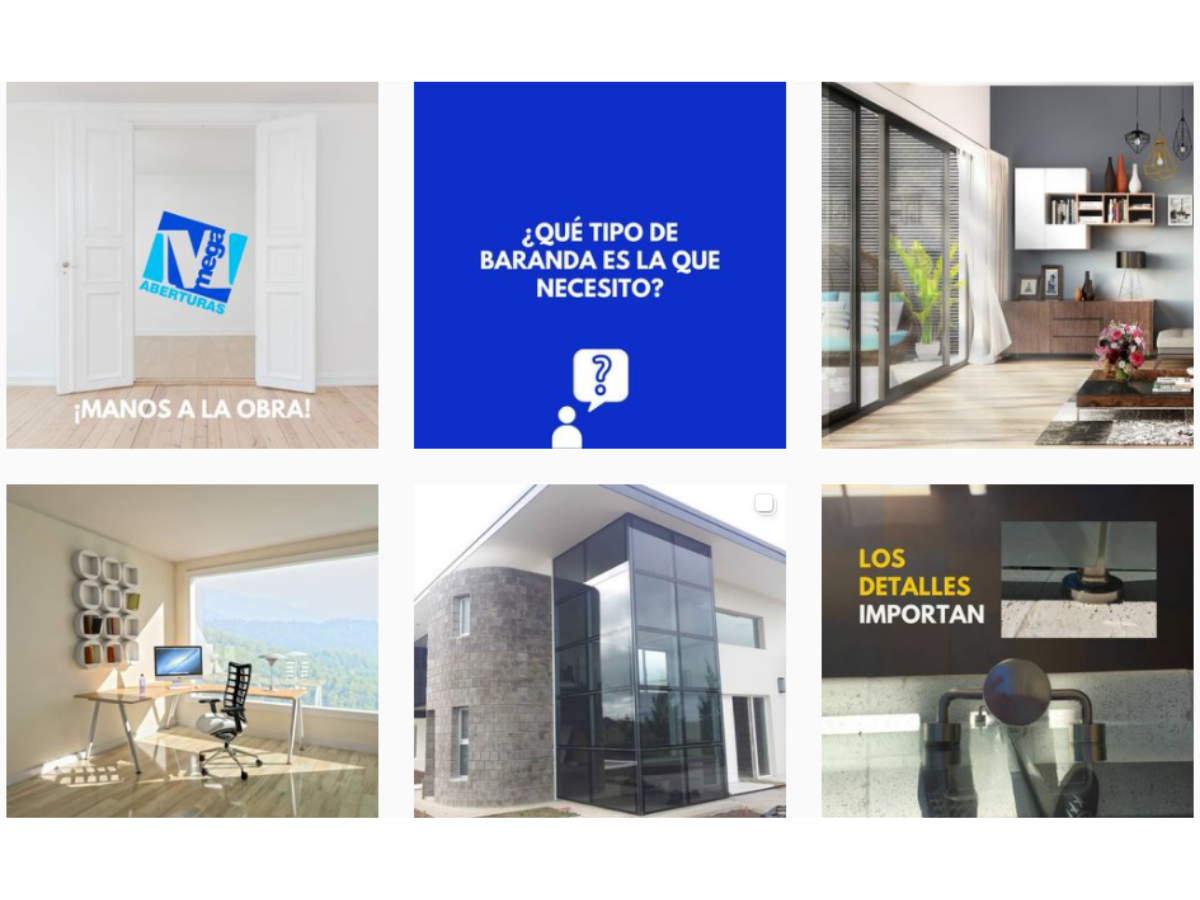 mega
ABERTURAS
¡MANOS A LA OBRA!
¿QUÉ TIPO DE
BARANDA ES LA QUE
NECESITO?
?
LOS
DETALLES
IMPORTAN